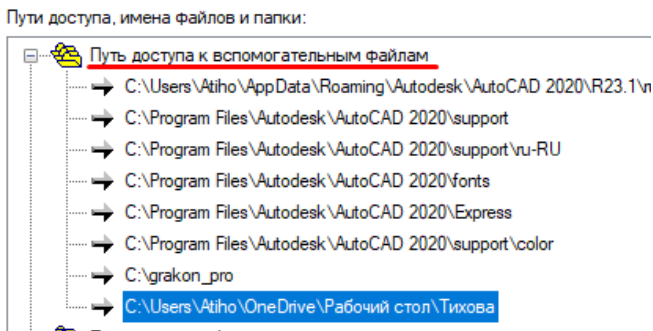 Пути доступа, имена файлов и папки:
Путь доступа к вспомогательным файлам
C:\Users\Atiho\AppData\Roaming\Autodesk\AutoCAD 2020\R23.1\
C:\Program Files\Autodesk\AutoCAD 2020\support
C:\Program Files\Autodesk\AutoCAD 2020\support\ru-RU
C:\Program Files\Autodesk\AutoCAD 2020\fonts
C:\Program Files\Autodesk\AutoCAD 2020\Express
C:\Program Files\Autodesk\AutoCAD 2020\support\color
C:\grakon_pro
C:\Users\Atiho\OneDrive\Рабочий стол\Тихова